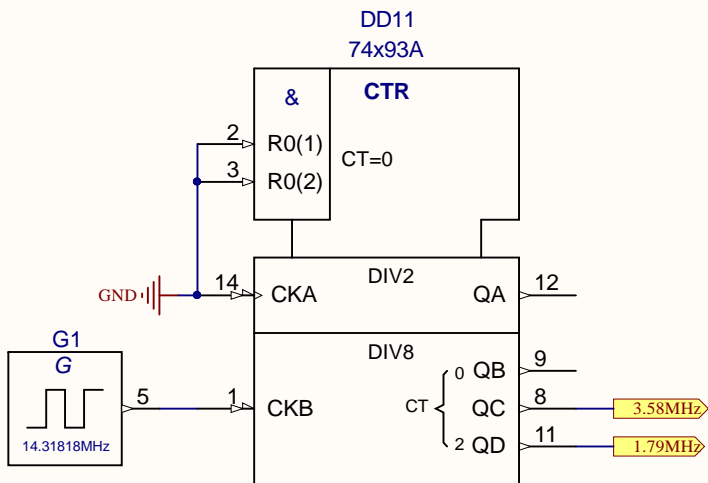 DD11
74x93A
& CTR
2 R0(1)
CT=0
3 R0(2)
GND 14 CKA DIV2 QA 12
G1
G
14.31818MHz
5 1 CKB
DIV8
CT
0 QB 9
QC 8 3.58MHz
2 QD 11 1.79MHz